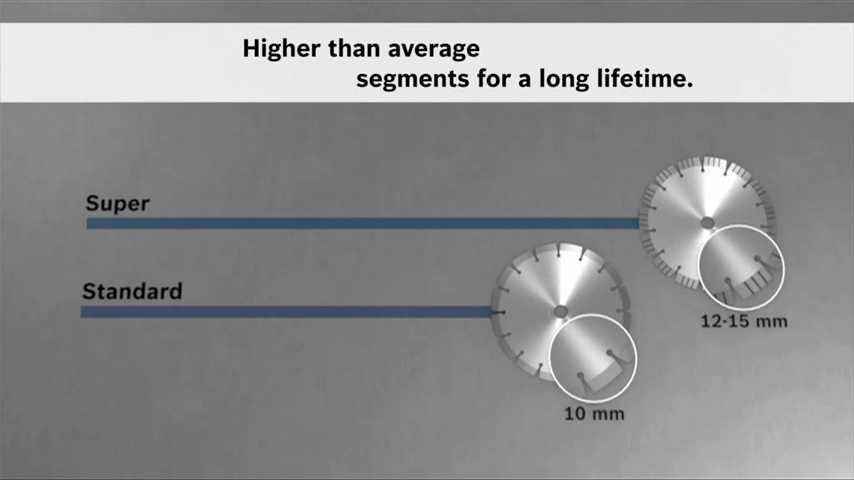 Higher than average
segments for a long lifetime.
Super
12-15 mm
Standard
10 mm